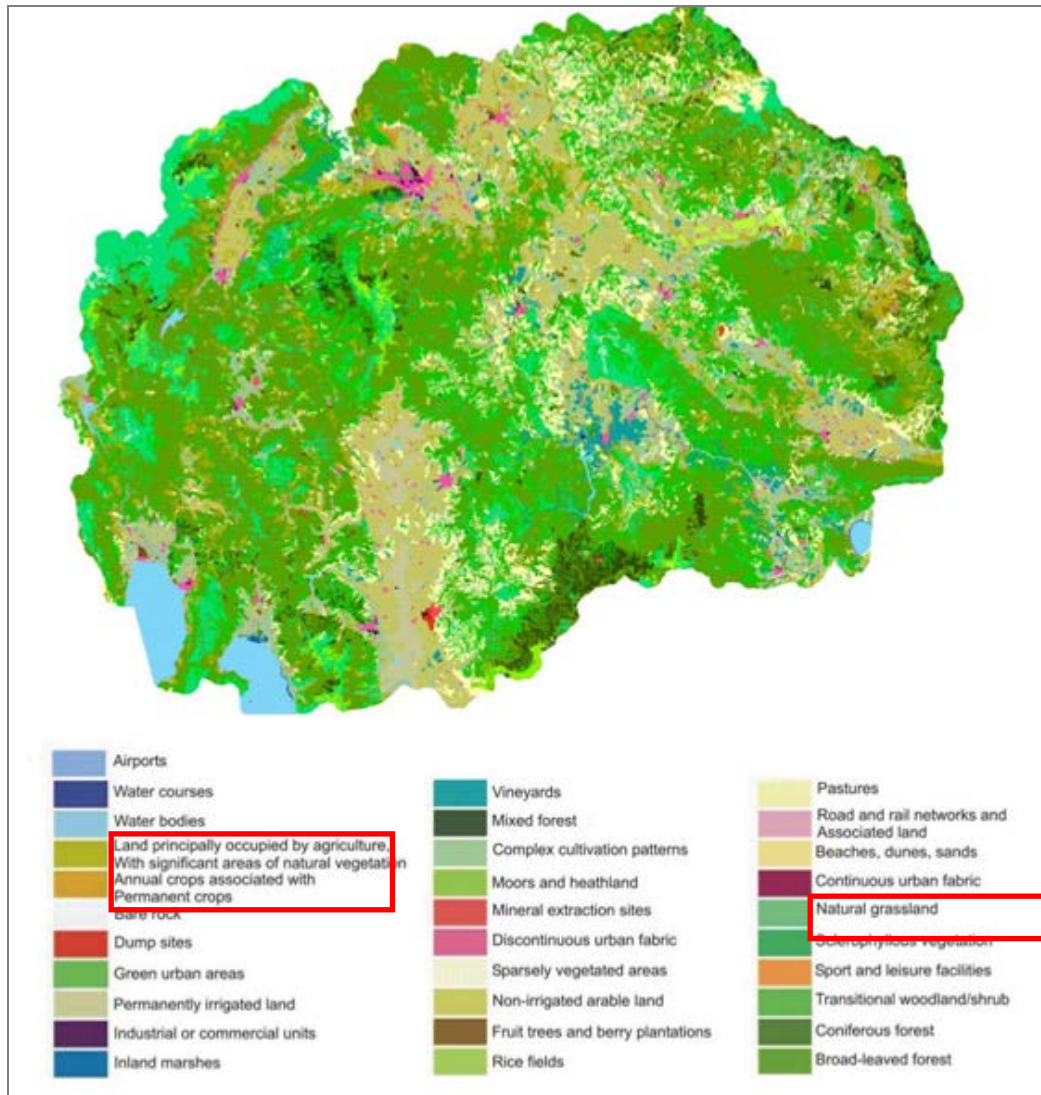 Airports
Water courses
Water bodies
Land principally occupied by agriculture,
With significant areas of natural vegetation
Annual crops associated with
Permanent crops
Bare rock
Dump sites
Green urban areas
Permanently irrigated land
Industrial or commercial units
Inland marshes
Vineyards
Mixed forest
Complex cultivation patterns
Moors and heathland
Mineral extraction sites
Discontinuous urban fabric
Sparsely vegetated areas
Non-irrigated arable land
Fruit trees and berry plantations
Rice fields
Pastures
Road and rail networks and
Associated land
Beaches, dunes, sands
Continuous urban fabric
Natural grassland
Sclerophyllous vegetation
Sport and leisure facilities
Transitional woodland/shrub
Coniferous forest
Broad-leaved forest